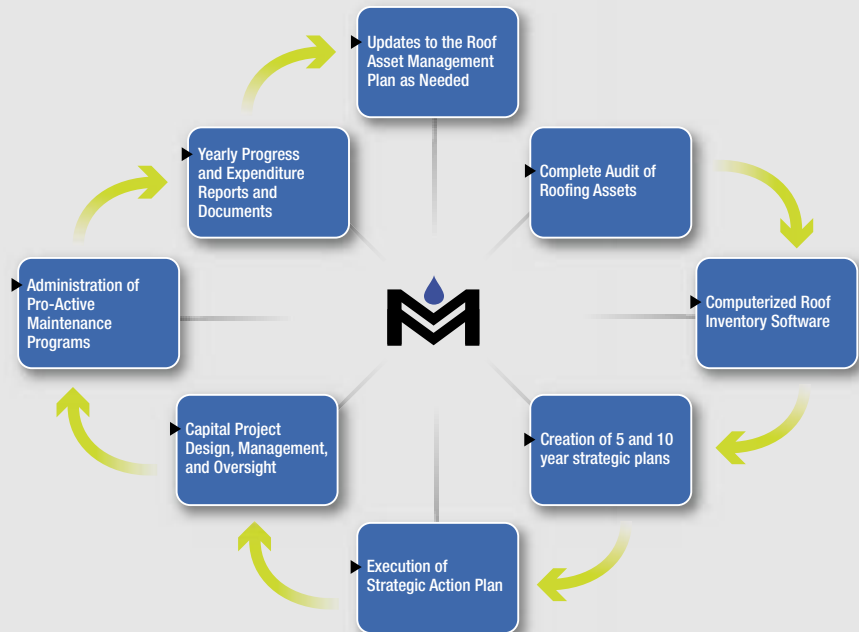 Updates to the Roof
Asset Management
Plan as Needed
Complete Audit of
Roofing Assets
Computerized Roof
Inventory Software
Creation of 5 and 10
year strategic plans
Execution of
Strategic Action Plan
Capital Project
Design, Management,
and Oversight
Administration of
Pro-Active
Maintenance
Programs
Yearly Progress
and Expenditure
Reports and
Documents
M